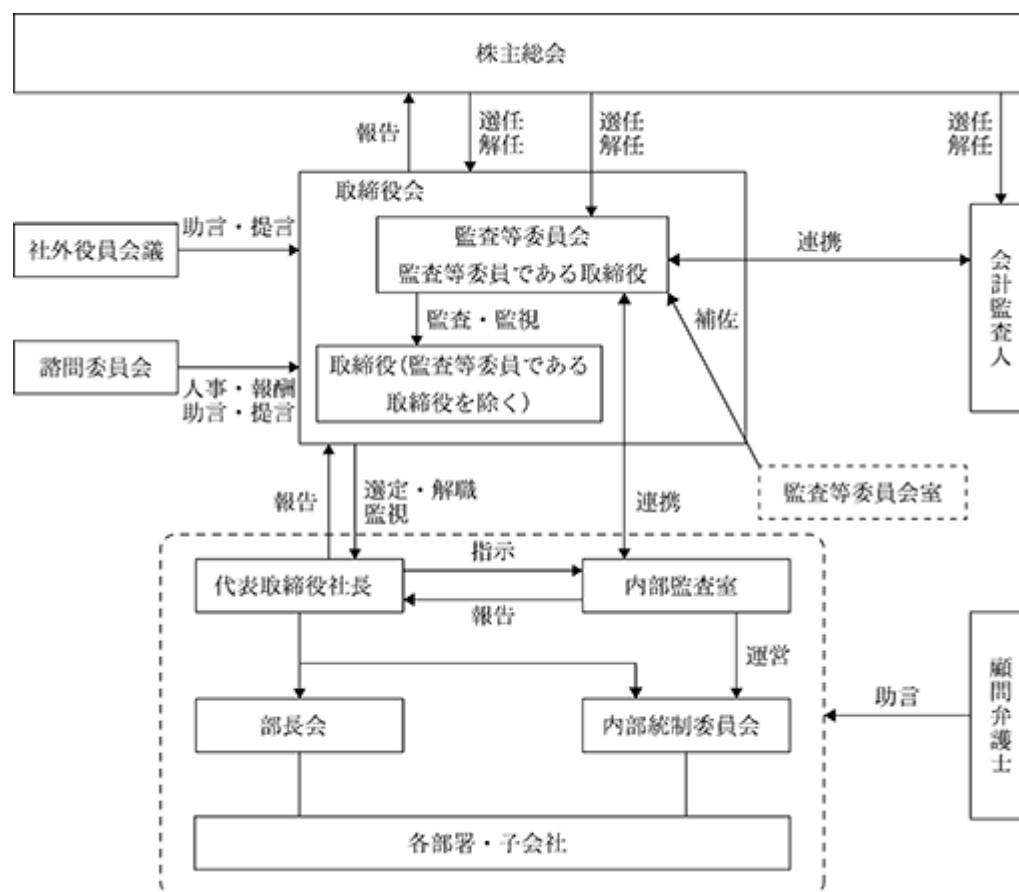 株主総会
報告
選任
解任
選任
解任
選任
解任
取締役会
社外役員会議
助言・提言
監査等委員会
監査等委員である取締役
連携
会計監査人
監査・監視
補佐
諮問委員会
人事・報酬
助言・提言
取締役(監査等委員である
取締役を除く)
報告
選定・解職
監視
連携
監査等委員会室
代表取締役社長
指示
報告
内部監査室
運営
部長会
内部統制委員会
助言
顧問弁護士
各部署・子会社